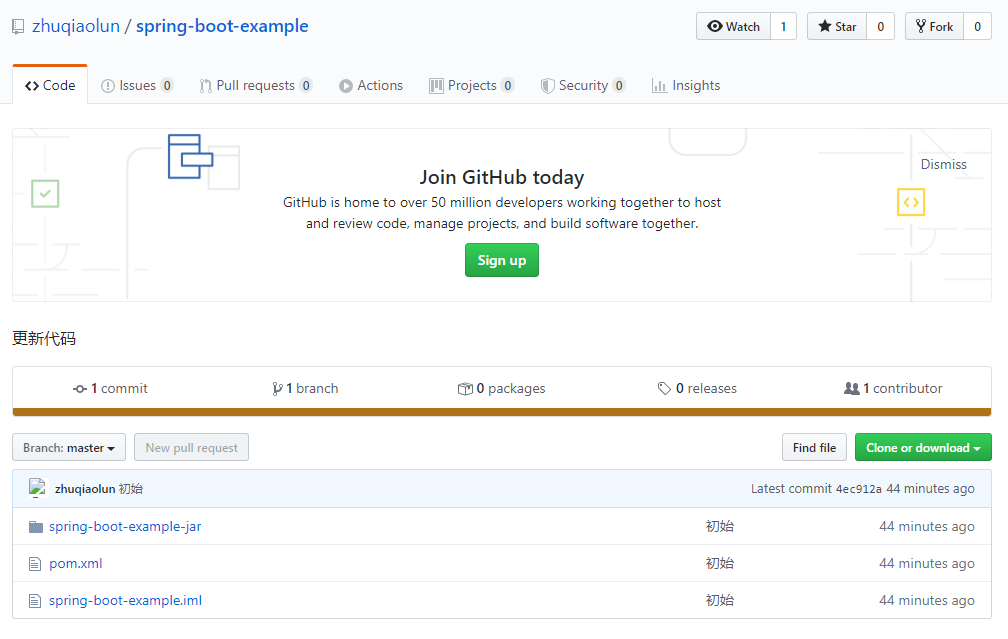 zhuqiaolun / spring-boot-example
Watch 1 Star 0 Fork 0
Code Issues 0 Pull requests 0 Actions Projects 0 Security 0 Insights
Dismiss
Join GitHub today
GitHub is home to over 50 million developers working together to host
and review code, manage projects, and build software together.
Sign up
更新代码
1 commit 1 branch 0 packages 0 releases 1 contributor
Branch: master New pull request Find file Clone or download
zhuqiaolun 初始 Latest commit 4ec912a 44 minutes ago
spring-boot-example-jar 初始 44 minutes ago
pom.xml 初始 44 minutes ago
spring-boot-example.iml 初始 44 minutes ago